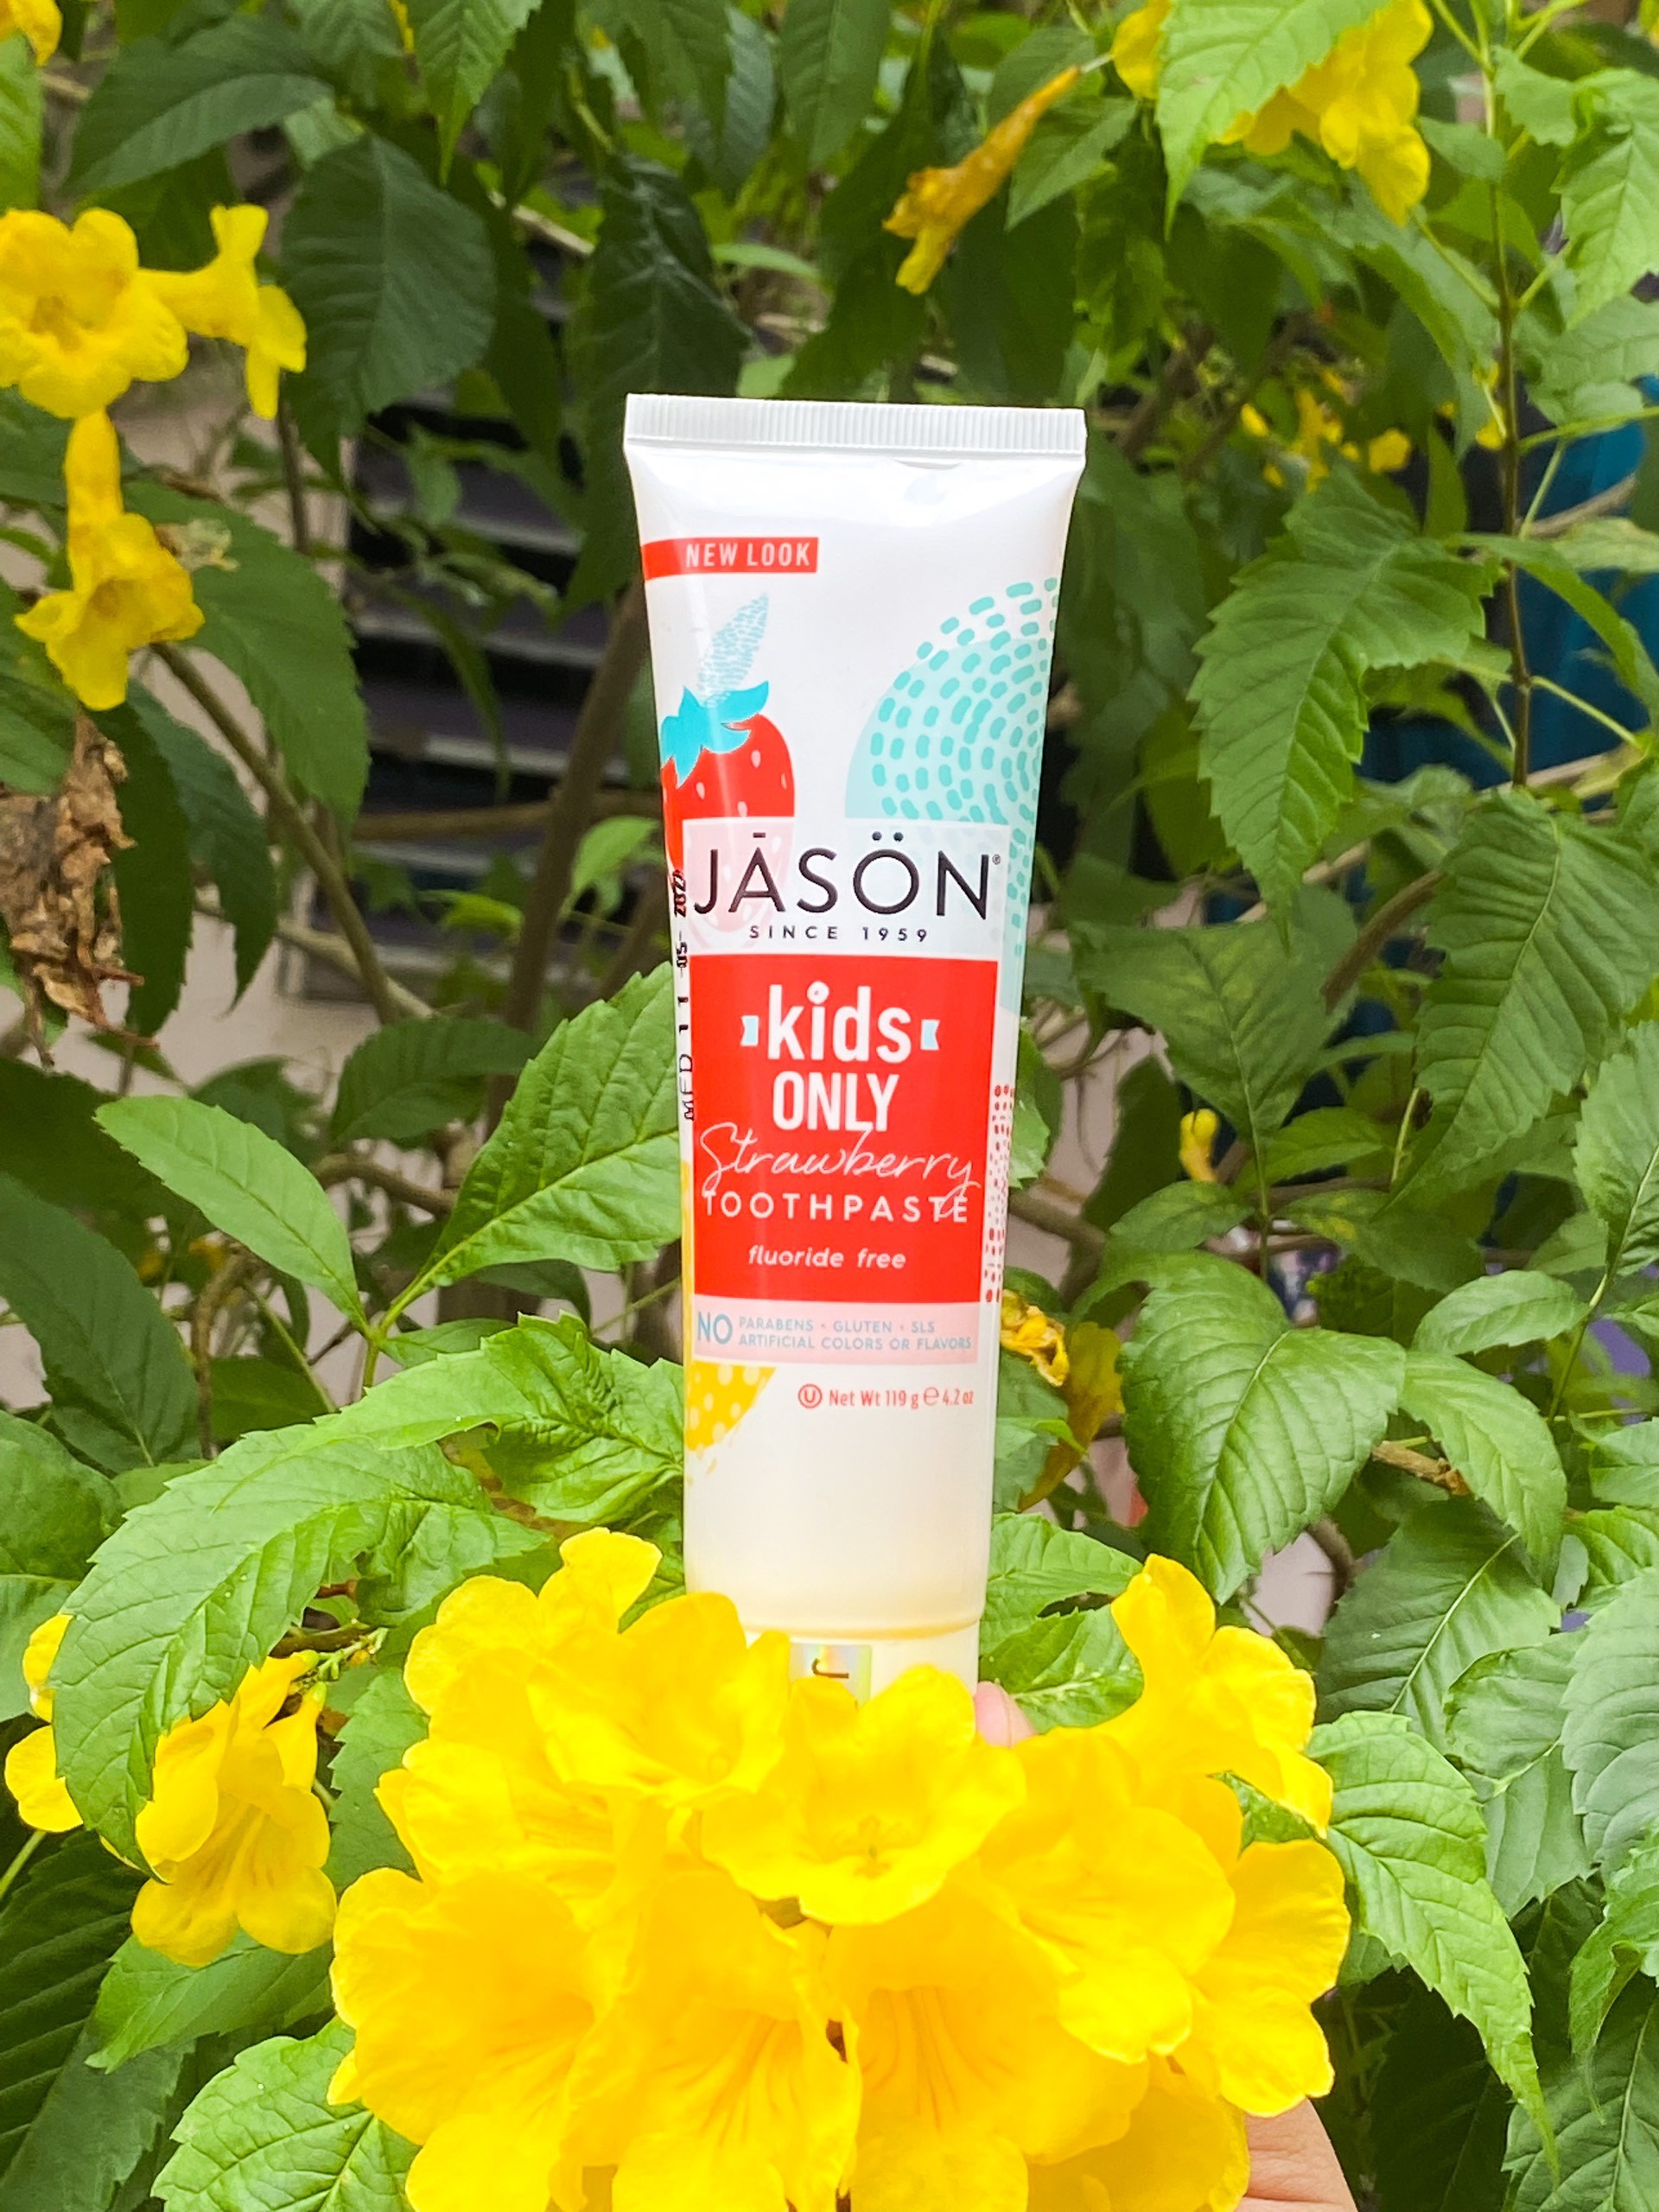 NEW LOOK
JĀSÖN®
SINCE 1959
kids
ONLY
Strawberry
TOOTHPASTE
fluoride free
NO PARABENS • GLUTEN • SLS
ARTIFICIAL COLORS OR FLAVORS
U Net Wt 119 g ℮ 4.2 oz
J